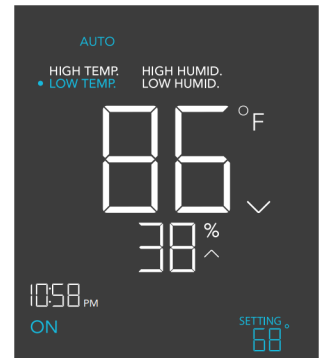 AUTO
HIGH TEMP. HIGH HUMID.
• LOW TEMP. LOW HUMID.
86 °F
38 %
10:58 PM
ON
SETTING
68°